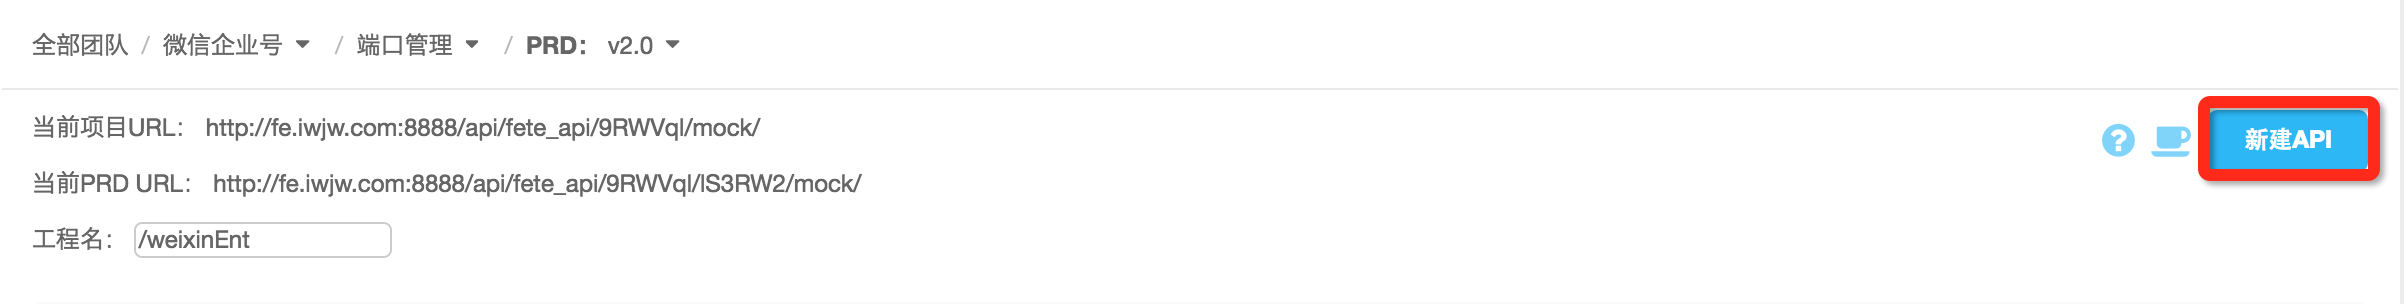 全部团队 / 微信企业号 / 端口管理 / PRD： v2.0
当前项目URL： http://fe.iwjw.com:8888/api/fete_api/9RWVql/mock/
新建API
当前PRD URL： http://fe.iwjw.com:8888/api/fete_api/9RWVql/lS3RW2/mock/
工程名： /weixinEnt